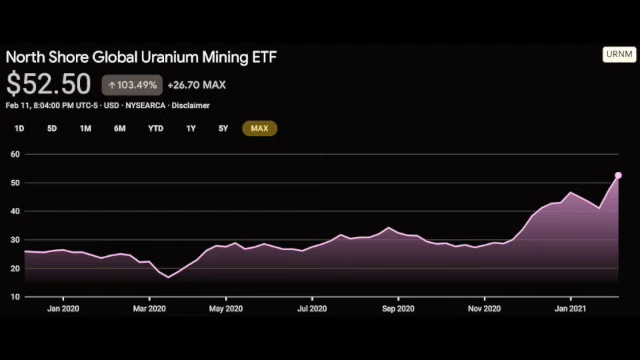 North Shore Global Uranium Mining ETF
URNM
$52.50 ↑103.49% +26.70 MAX
Feb 11, 8:04:00 PM UTC-5 · USD · NYSEARCA · Disclaimer
1D 5D 1M 6M YTD 1Y 5Y MAX
60
50
40
30
20
10
Jan 2020 Mar 2020 May 2020 Jul 2020 Sep 2020 Nov 2020 Jan 2021